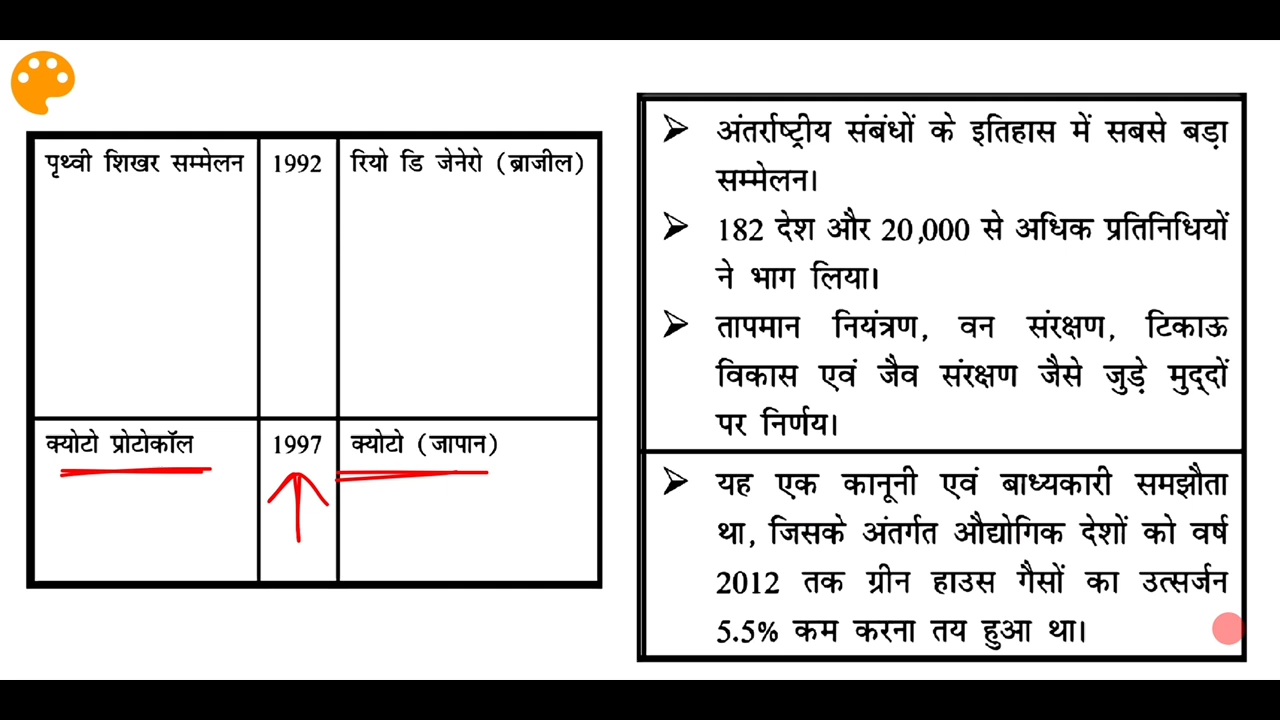 पृथ्वी शिखर सम्मेलन 1992 रियो डि जेनेरो (ब्राजील)
क्योटो प्रोटोकॉल 1997 क्योटो (जापान)
➢ अंतर्राष्ट्रीय संबंधों के इतिहास में सबसे बड़ा
सम्मेलन।
➢ 182 देश और 20,000 से अधिक प्रतिनिधियों
ने भाग लिया।
➢ तापमान नियंत्रण, वन संरक्षण, टिकाऊ
विकास एवं जैव संरक्षण जैसे जुड़े मुद्दों
पर निर्णय।
➢ यह एक कानूनी एवं बाध्यकारी समझौता
था, जिसके अंतर्गत औद्योगिक देशों को वर्ष
2012 तक ग्रीन हाउस गैसों का उत्सर्जन
5.5% कम करना तय हुआ था।